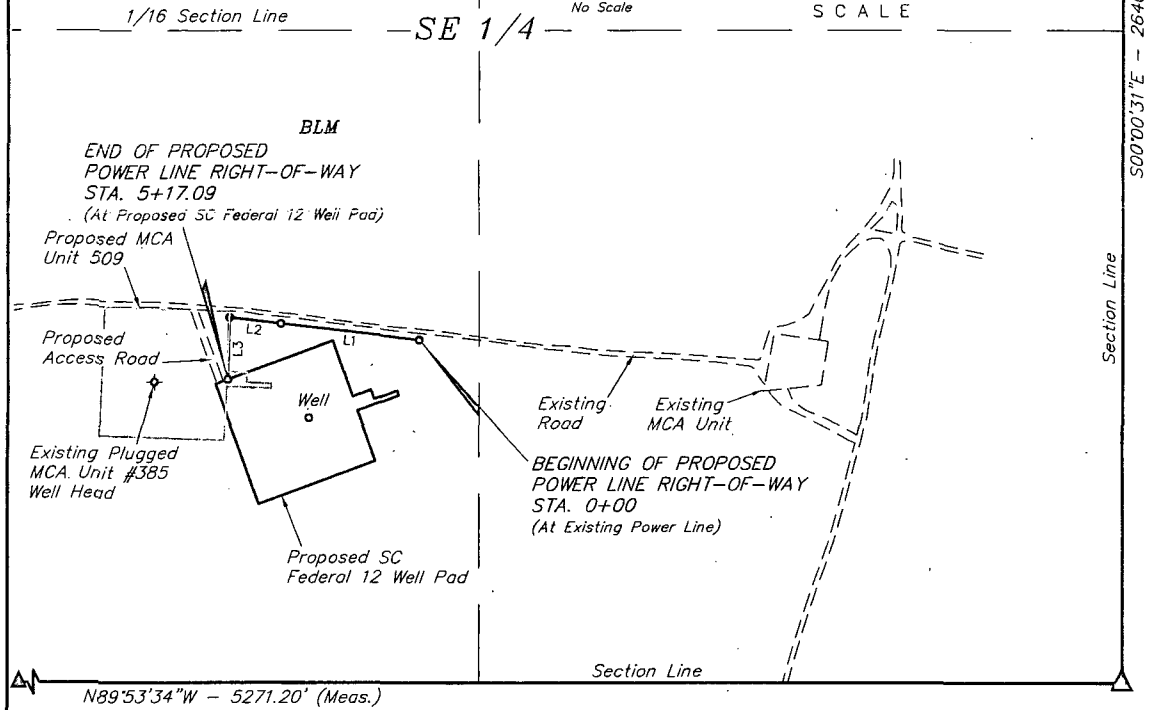 1/16 Section Line
No Scale
SCALE
SE 1/4
S00°00'31"E - 264
BLM
END OF PROPOSED
POWER LINE RIGHT-OF-WAY
STA. 5+17.09
(At Proposed SC Federal 12 Well Pad)
Proposed MCA
Unit 509
Proposed
Access Road
L2
L1
L3
Well
Existing Plugged
MCA Unit #385
Well Head
Existing
Road
Existing
MCA Unit
Section Line
BEGINNING OF PROPOSED
POWER LINE RIGHT-OF-WAY
STA. 0+00
(At Existing Power Line)
Proposed SC
Federal 12 Well Pad
Section Line
N89°53'34"W - 5271.20' (Meas.)